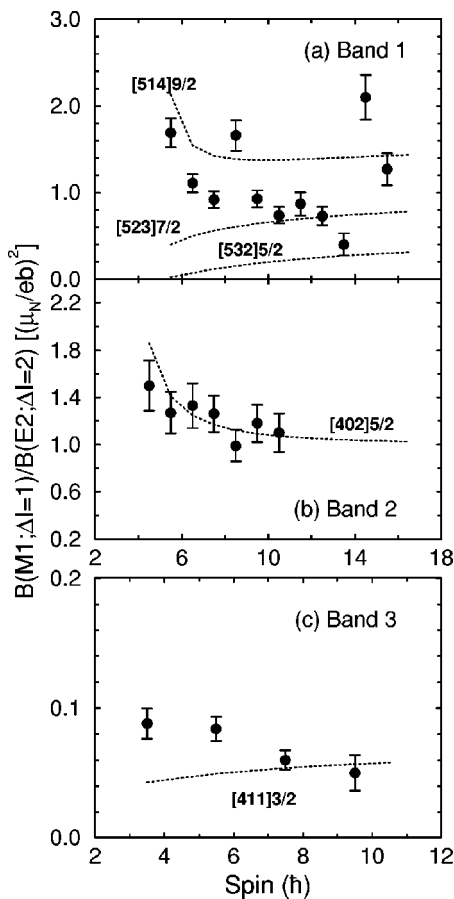 B(M1;ΔI=1)/B(E2;ΔI=2) [(μN/eb)²]
3.0
(a) Band 1
[514]9/2
2.0
1.0
[523]7/2
[532]5/2
0.0
2.2
1.8
1.4
[402]5/2
1.0
0.6
(b) Band 2
0.2
2 6 10 14 18
0.2
(c) Band 3
0.1
[411]3/2
0.0
2 4 6 8 10 12
Spin (ħ)